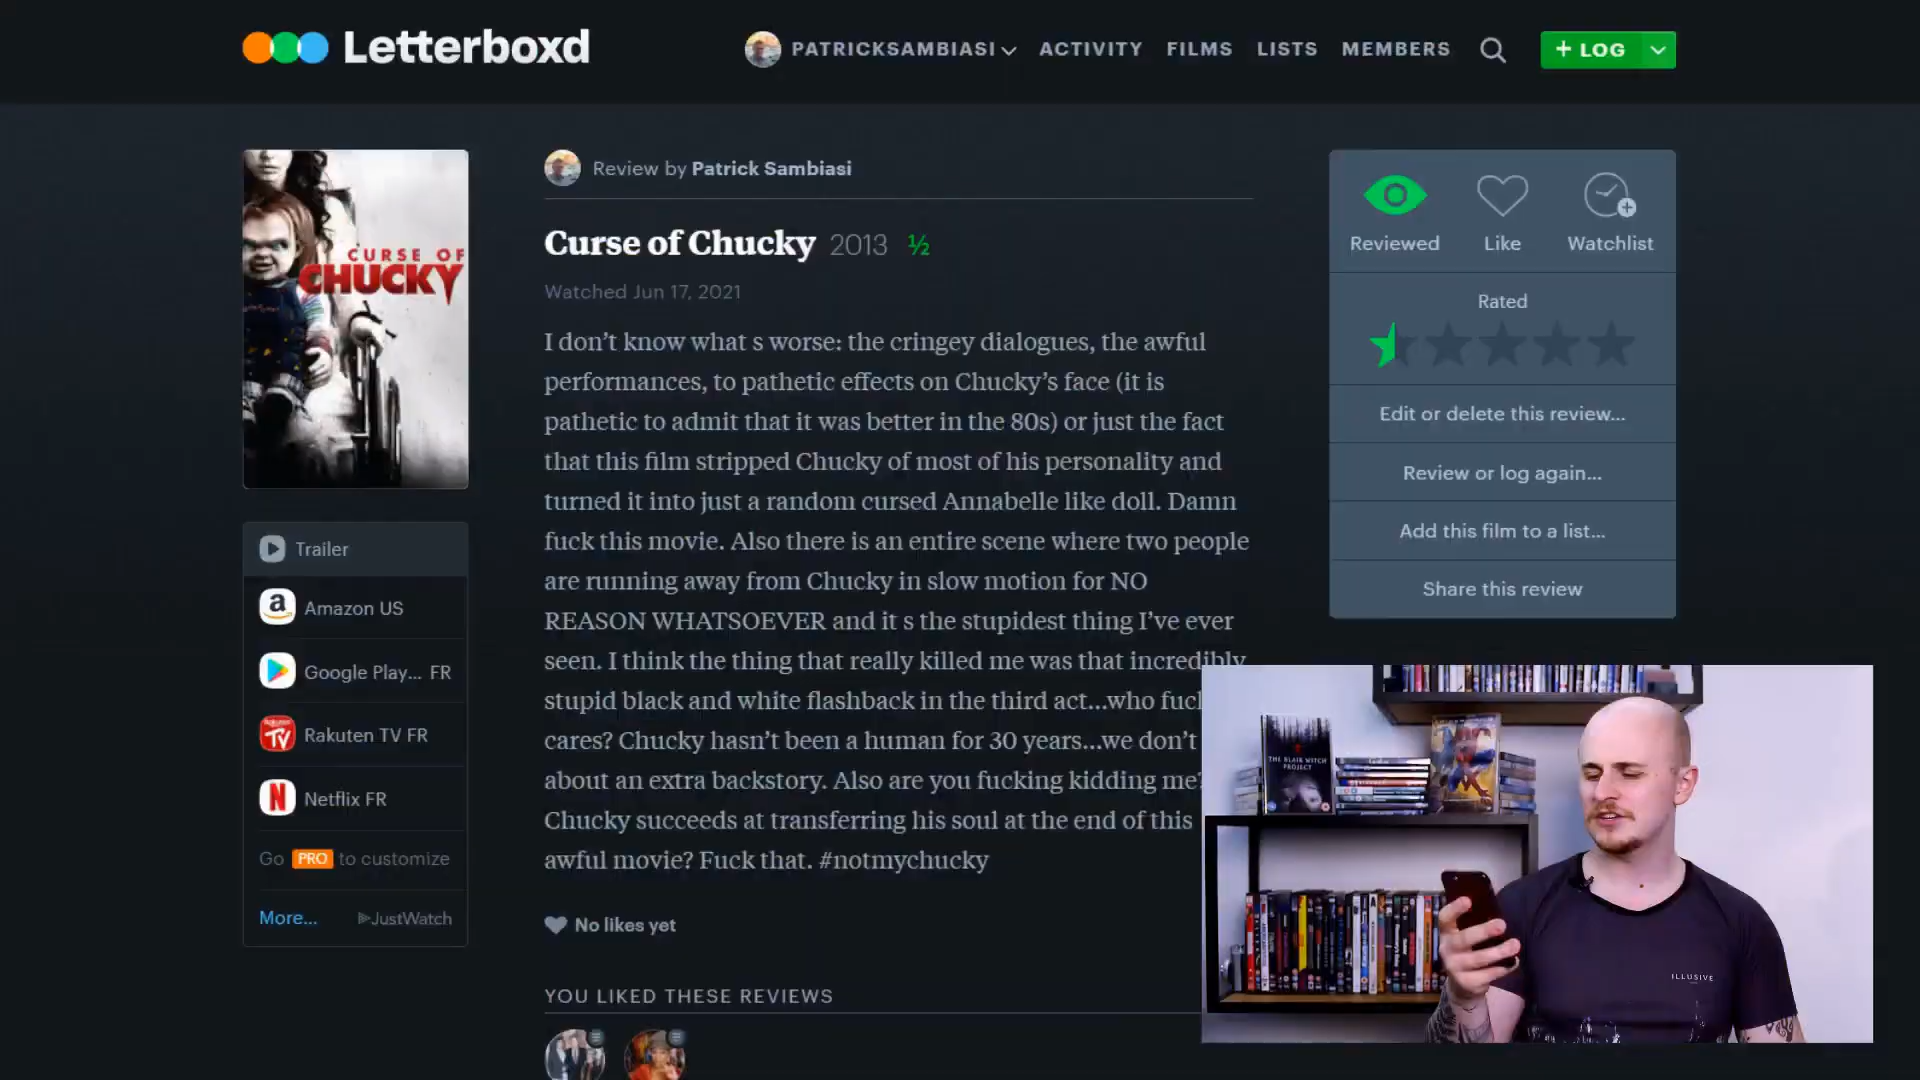 Letterboxd
PATRICKSAMBIASI
ACTIVITY
FILMS
LISTS
MEMBERS
+ LOG
CURSE OF
CHUCKY
Trailer
Amazon US
Google Play... FR
Rakuten TV FR
Netflix FR
Go PRO to customize
More...
JustWatch
Review by Patrick Sambiasi
Curse of Chucky 2013 ½
Watched Jun 17, 2021
I don’t know what s worse: the cringey dialogues, the awful
performances, to pathetic effects on Chucky’s face (it is
pathetic to admit that it was better in the 80s) or just the fact
that this film stripped Chucky of most of his personality and
turned it into just a random cursed Annabelle like doll. Damn
fuck this movie. Also there is an entire scene where two people
are running away from Chucky in slow motion for NO
REASON WHATSOEVER and it s the stupidest thing I’ve ever
seen. I think the thing that really killed me was that incredibly
stupid black and white flashback in the third act...who fuc
cares? Chucky hasn’t been a human for 30 years...we don’t
about an extra backstory. Also are you fucking kidding me?
Chucky succeeds at transferring his soul at the end of this
awful movie? Fuck that. #notmychucky
No likes yet
YOU LIKED THESE REVIEWS
Reviewed
Like
Watchlist
Rated
Edit or delete this review...
Review or log again...
Add this film to a list...
Share this review
THE BLAIR WITCH
PROJECT
ILLUSIVE